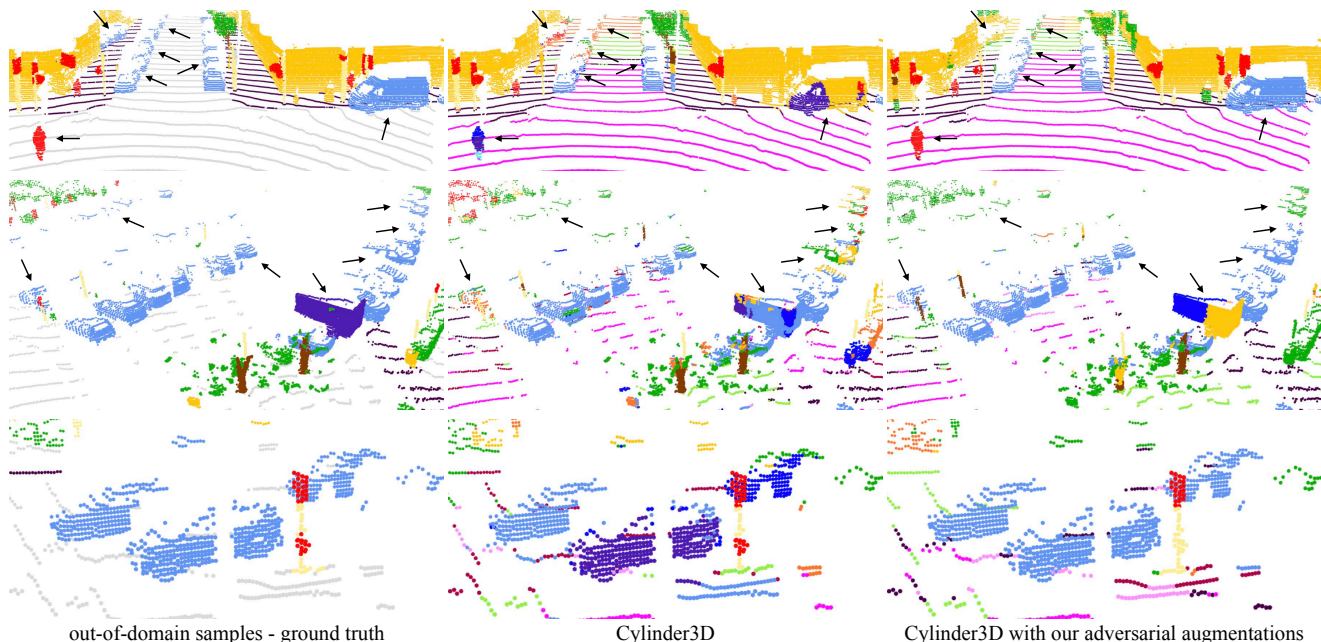 out-of-domain samples - ground truth
Cylinder3D
Cylinder3D with our adversarial augmentations